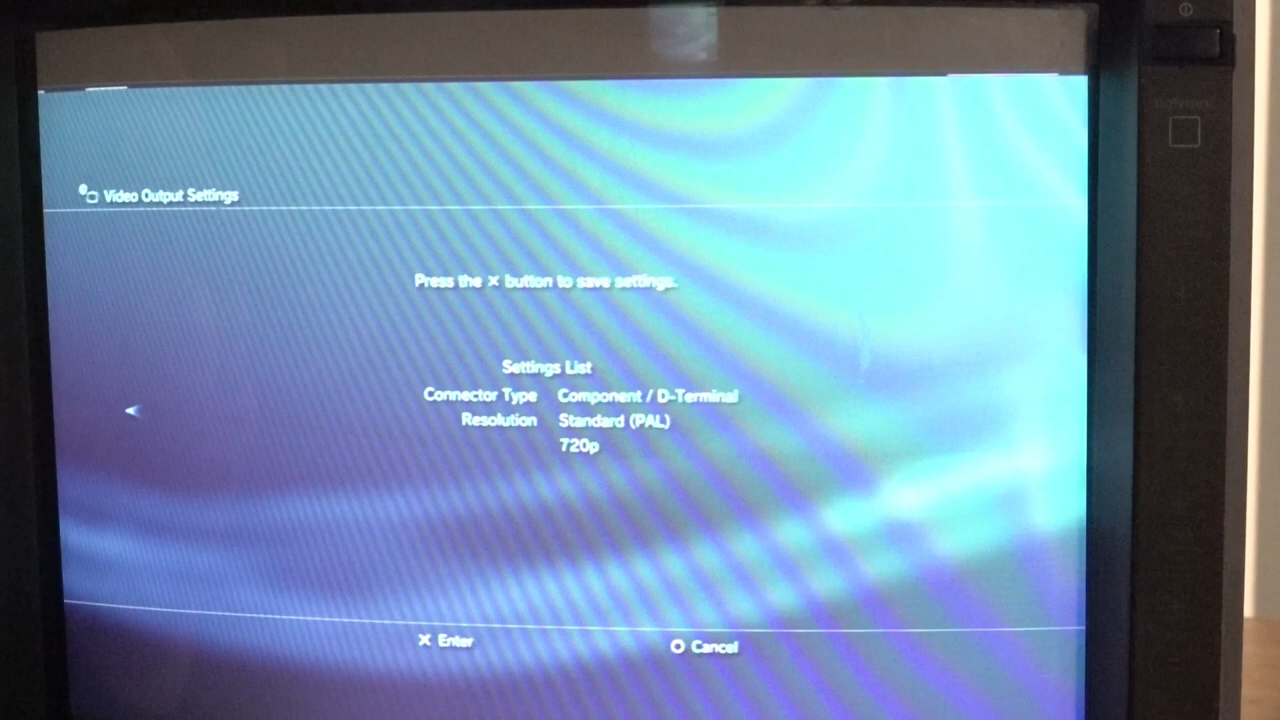 Video Output Settings
Press the ✕ button to save settings.
Settings List
Connector Type Component / D-Terminal
Resolution Standard (PAL)
720p
✕ Enter
○ Cancel